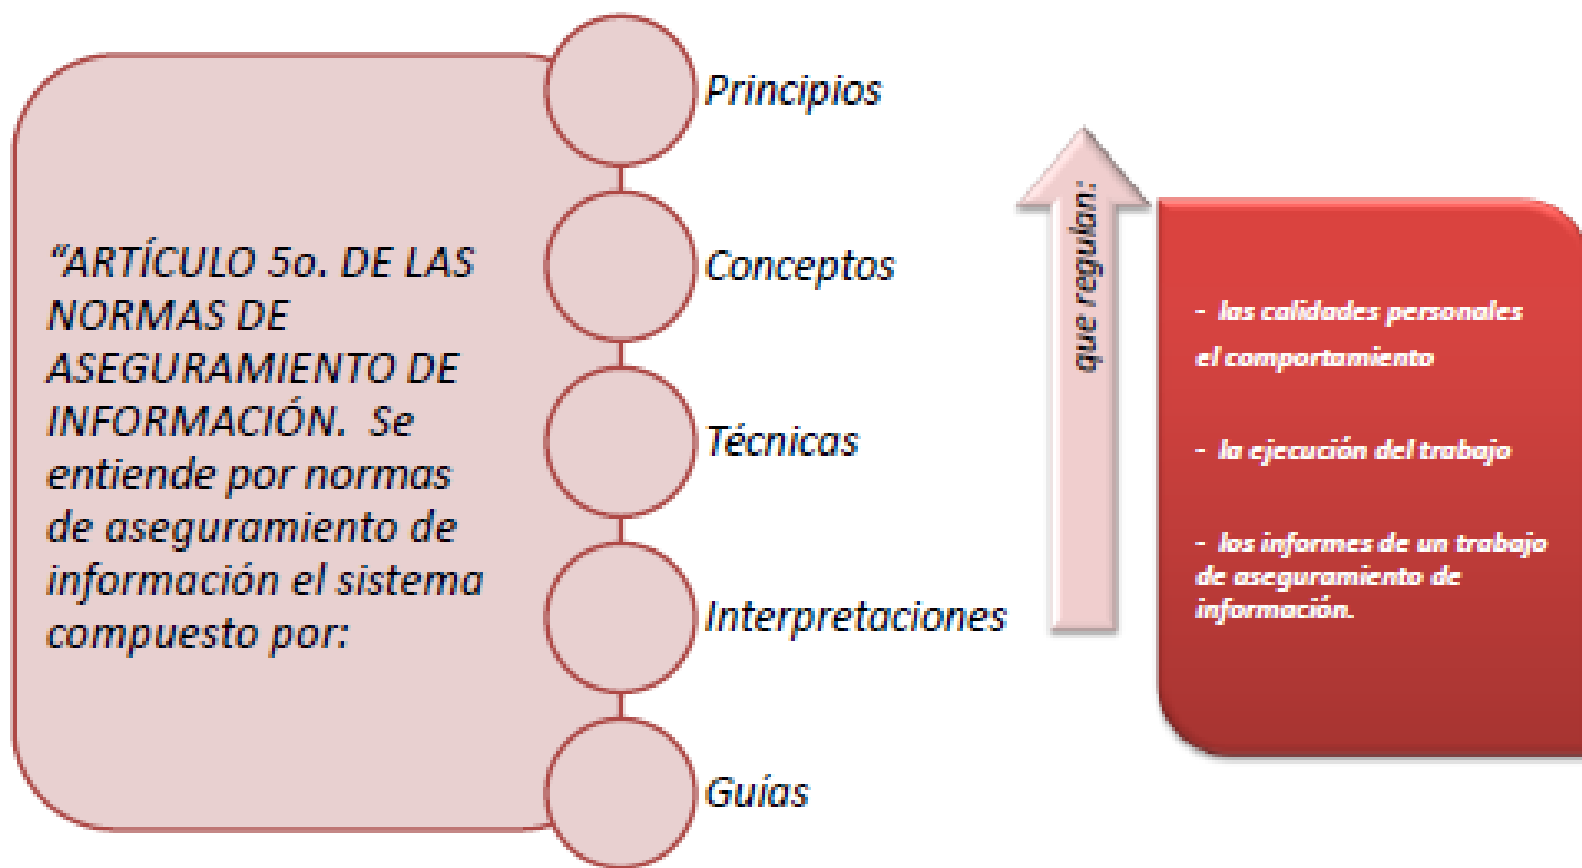 “ARTÍCULO 5o. DE LAS
NORMAS DE
ASEGURAMIENTO DE
INFORMACIÓN.  Se
entiende por normas
de aseguramiento de
información el sistema
compuesto por:
Principios
Conceptos
Técnicas
Interpretaciones
Guías
que regulan:
- las calidades personales
el comportamiento
- la ejecución del trabajo
- los informes de un trabajo
de aseguramiento de
información.